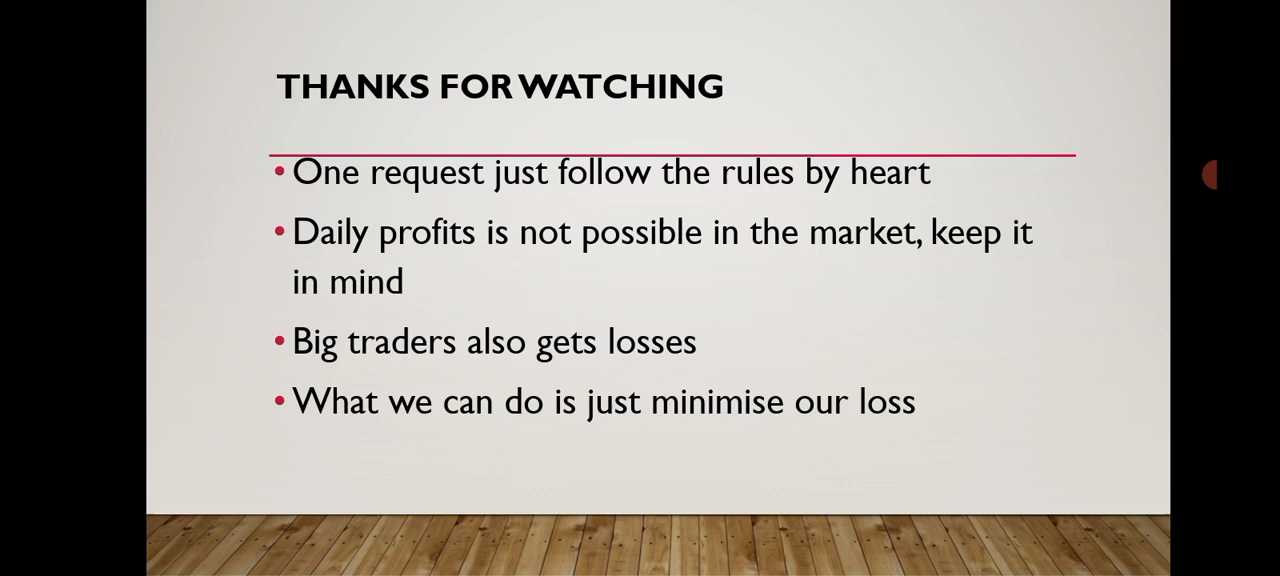 THANKS FOR WATCHING
• One request just follow the rules by heart
• Daily profits is not possible in the market, keep it
in mind
• Big traders also gets losses
• What we can do is just minimise our loss